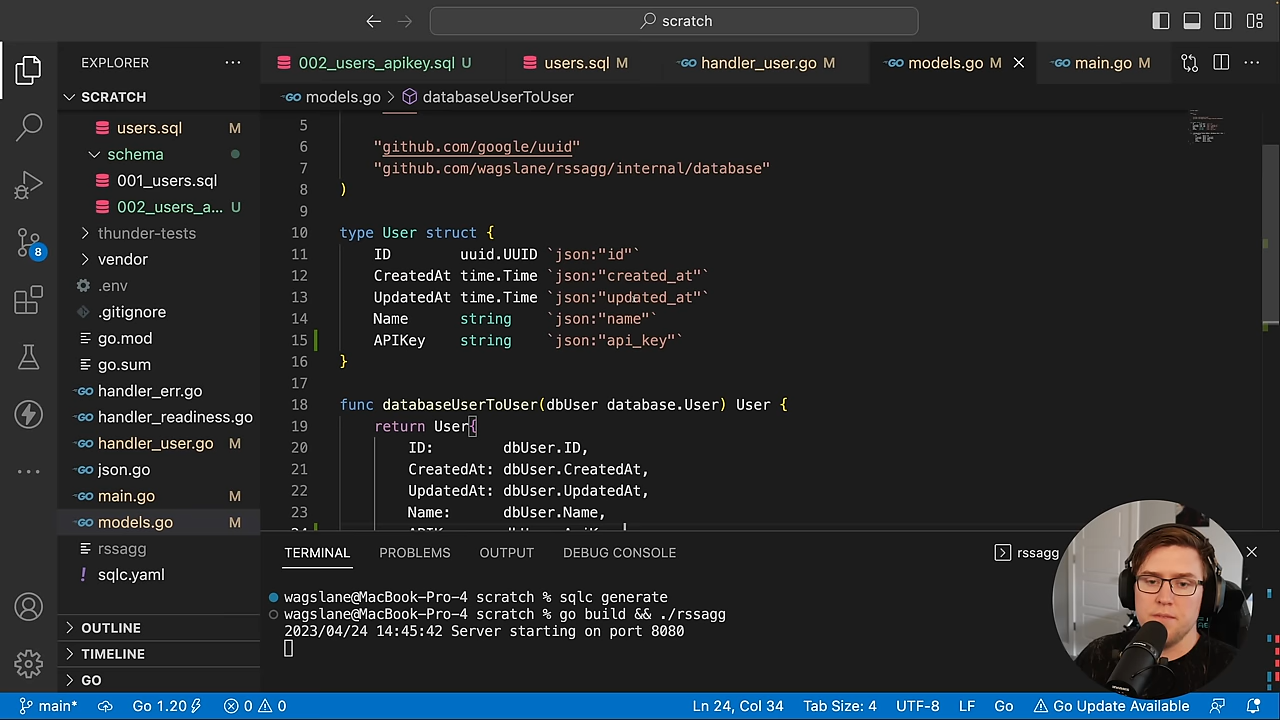 scratch
EXPLORER
SCRATCH
users.sql M
schema
001_users.sql
002_users_a... U
thunder-tests
vendor
.env
.gitignore
go.mod
go.sum
handler_err.go
handler_readiness.go
handler_user.go M
json.go
main.go M
models.go M
rssagg
sqlc.yaml
OUTLINE
TIMELINE
GO
8
002_users_apikey.sql U
users.sql M
handler_user.go M
models.go M
main.go M
models.go > databaseUserToUser
5
6 "github.com/google/uuid"
7 "github.com/wagslane/rssagg/internal/database"
8 )
9
10 type User struct {
11 ID uuid.UUID `json:"id"`
12 CreatedAt time.Time `json:"created_at"`
13 UpdatedAt time.Time `json:"updated_at"`
14 Name string `json:"name"`
15 APIKey string `json:"api_key"`
16 }
17
18 func databaseUserToUser(dbUser database.User) User {
19 return User{
20 ID: dbUser.ID,
21 CreatedAt: dbUser.CreatedAt,
22 UpdatedAt: dbUser.UpdatedAt,
23 Name: dbUser.Name,
TERMINAL PROBLEMS OUTPUT DEBUG CONSOLE
rssagg
wagslane@MacBook-Pro-4 scratch % sqlc generate
wagslane@MacBook-Pro-4 scratch % go build && ./rssagg
2023/04/24 14:45:42 Server starting on port 8080
main* Go 1.20 0 0 Ln 24, Col 34 Tab Size: 4 UTF-8 LF Go Go Update Available